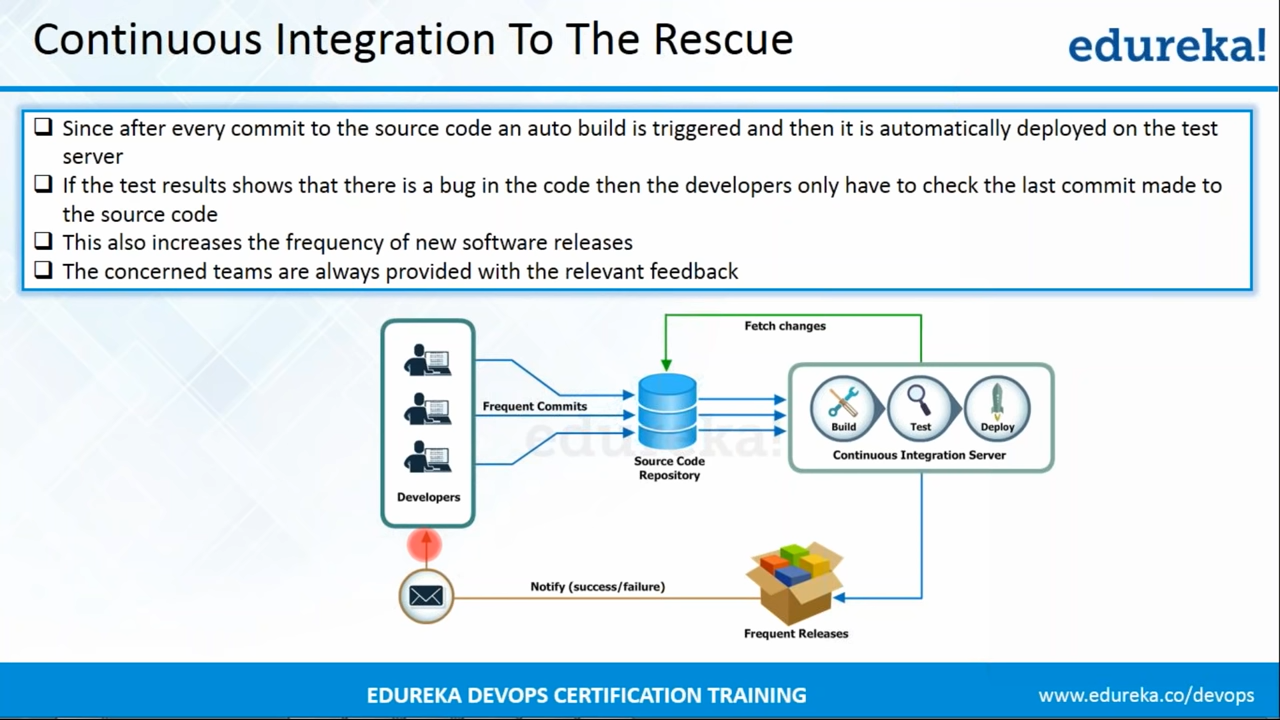 Continuous Integration To The Rescue
edureka!
❑ Since after every commit to the source code an auto build is triggered and then it is automatically deployed on the test
server
❑ If the test results shows that there is a bug in the code then the developers only have to check the last commit made to
the source code
❑ This also increases the frequency of new software releases
❑ The concerned teams are always provided with the relevant feedback
Fetch changes
Frequent Commits
edureka!
Build
Test
Deploy
Continuous Integration Server
Source Code
Repository
Developers
Notify (success/failure)
Frequent Releases
EDUREKA DEVOPS CERTIFICATION TRAINING
www.edureka.co/devops